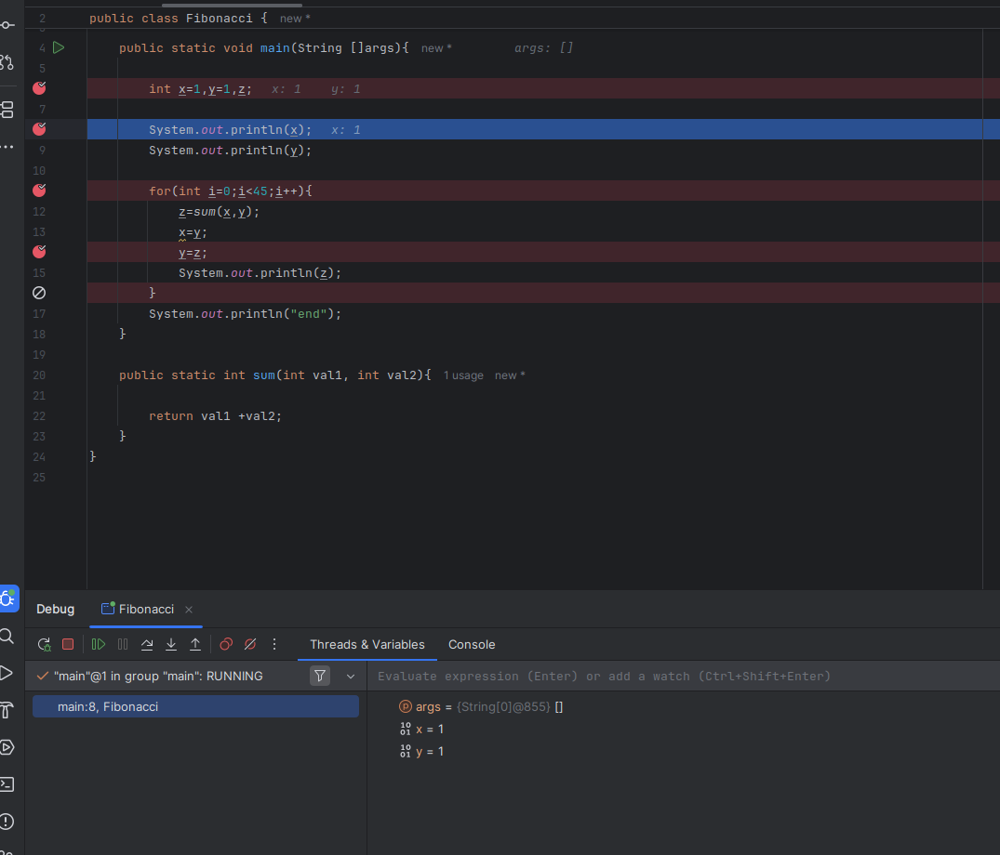 2 public class Fibonacci { new *
4 public static void main(String []args){ new * args: []
5
int x=1,y=1,z; x: 1 y: 1
7
System.out.println(x); x: 1
9 System.out.println(y);
10
for(int i=0;i<45;i++){
12 z=sum(x,y);
13 x=y;
y=z;
15 System.out.println(z);
}
17 System.out.println("end");
18 }
19
20 public static int sum(int val1, int val2){ 1 usage new *
21
22 return val1 +val2;
23 }
24 }
25
Debug Fibonacci ×
Threads & Variables Console
"main"@1 in group "main": RUNNING
Evaluate expression (Enter) or add a watch (Ctrl+Shift+Enter)
main:8, Fibonacci
p args = {String[0]@855} []
10 01 x = 1
10 01 y = 1